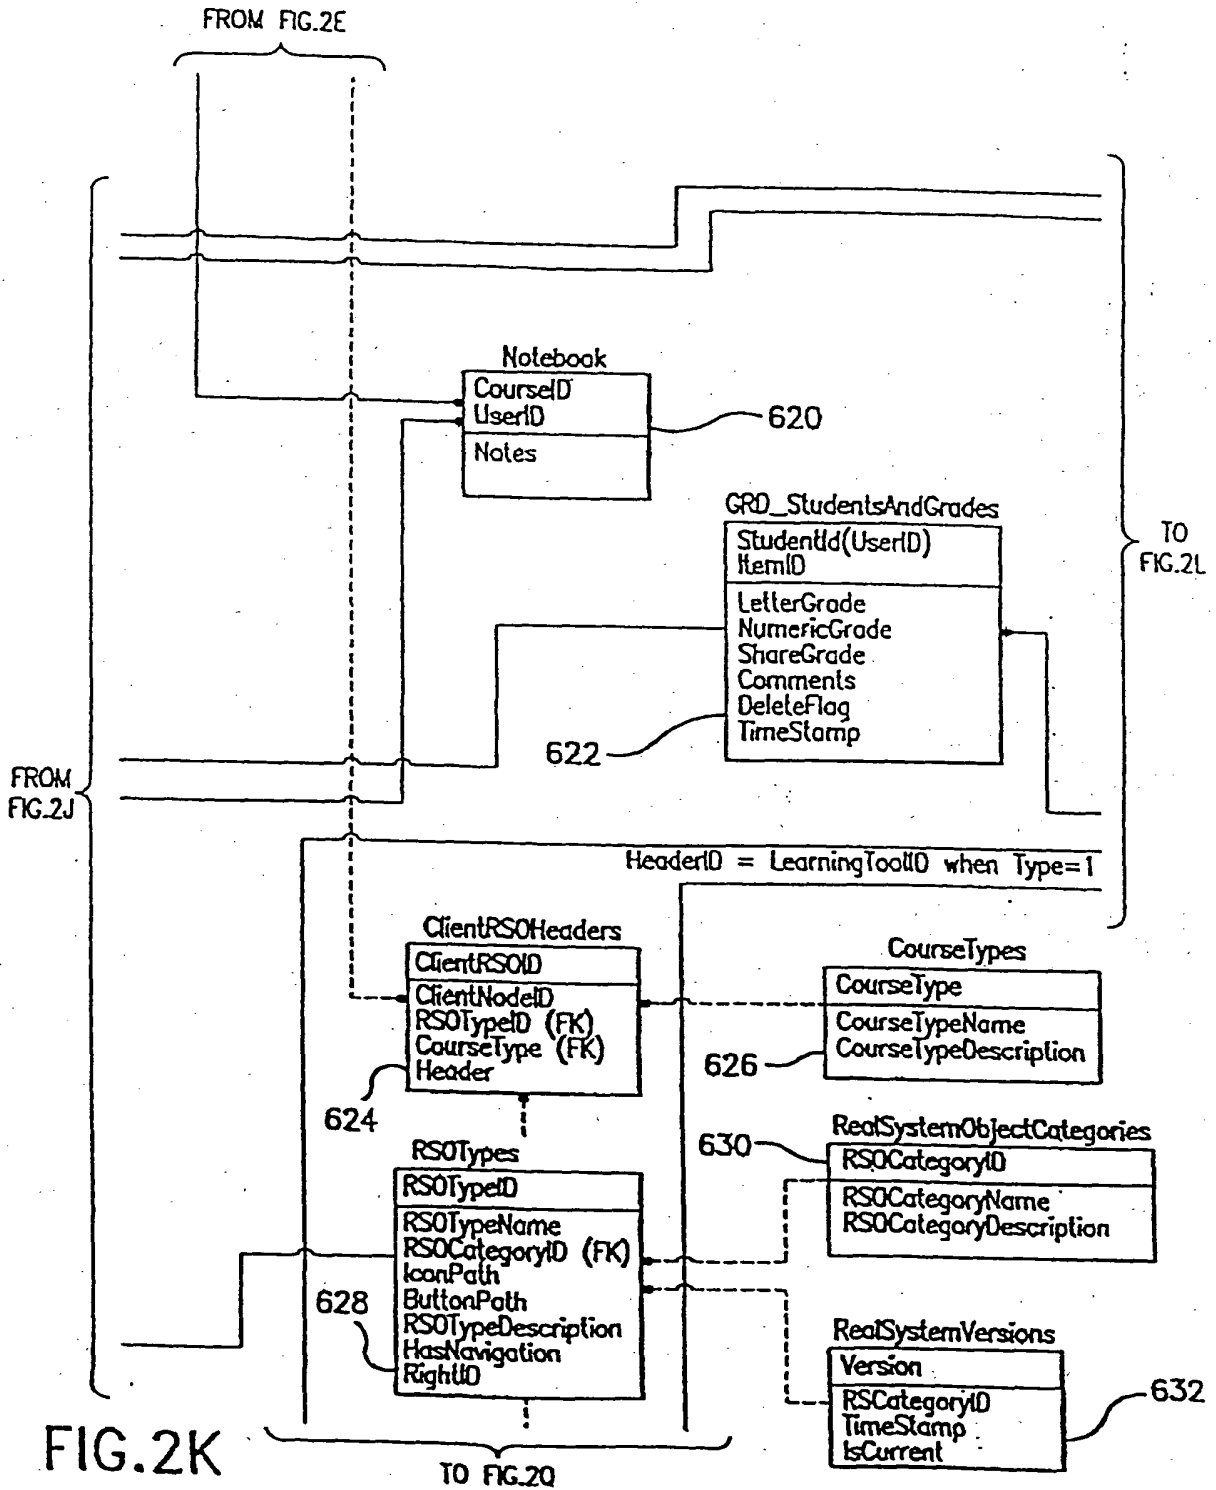 FROM FIG.2E
Notebook
CourseID
UserID
620
Notes
GRD_StudentsAndGrades
StudentId(UserID)
ItemID
TO
FIG.2L
LetterGrade
NumericGrade
ShareGrade
Comments
DeleteFlag
TimeStamp
622
FROM
FIG.2J
HeaderID = LearningToolID when Type=1
ClientRSOHeaders
ClientRSOID
ClientNodeID
RSOTypeID (FK)
CourseType (FK)
Header
624
CourseTypes
CourseType
CourseTypeName
CourseTypeDescription
626
RSOTypes
RSOTypeID
RSOTypeName
RSOCategoryID (FK)
IconPath
ButtonPath
RSOTypeDescription
HasNavigation
RightID
628
RealSystemObjectCategories
630
RSOCategoryID
RSOCategoryName
RSOCategoryDescription
RealSystemVersions
Version
RSCategoryID
TimeStamp
IsCurrent
632
FIG.2K
TO FIG.2Q